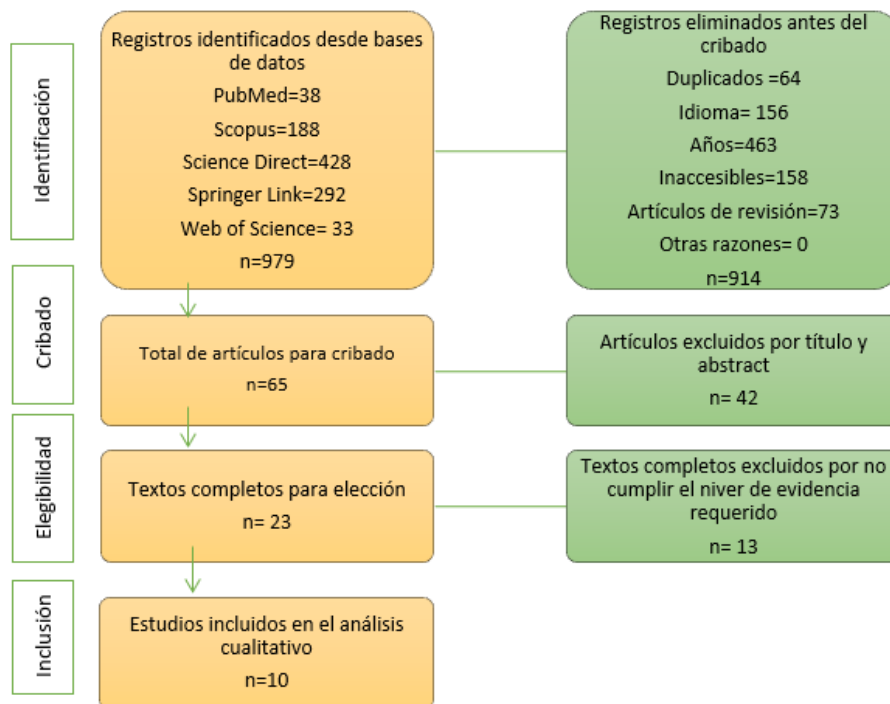 Identificación
Registros identificados desde bases
de datos
PubMed=38
Scopus=188
Science Direct=428
Springer Link=292
Web of Science= 33
n=979
Registros eliminados antes del
cribado
Duplicados =64
Idioma= 156
Años=463
Inaccesibles=158
Artículos de revisión=73
Otras razones= 0
n=914
Cribado
Total de artículos para cribado
n=65
Artículos excluidos por título y
abstract
n= 42
Elegibilidad
Textos completos para elección
n= 23
Textos completos excluidos por no
cumplir el niver de evidencia
requerido
n= 13
Inclusión
Estudios incluidos en el análisis
cualitativo
n=10